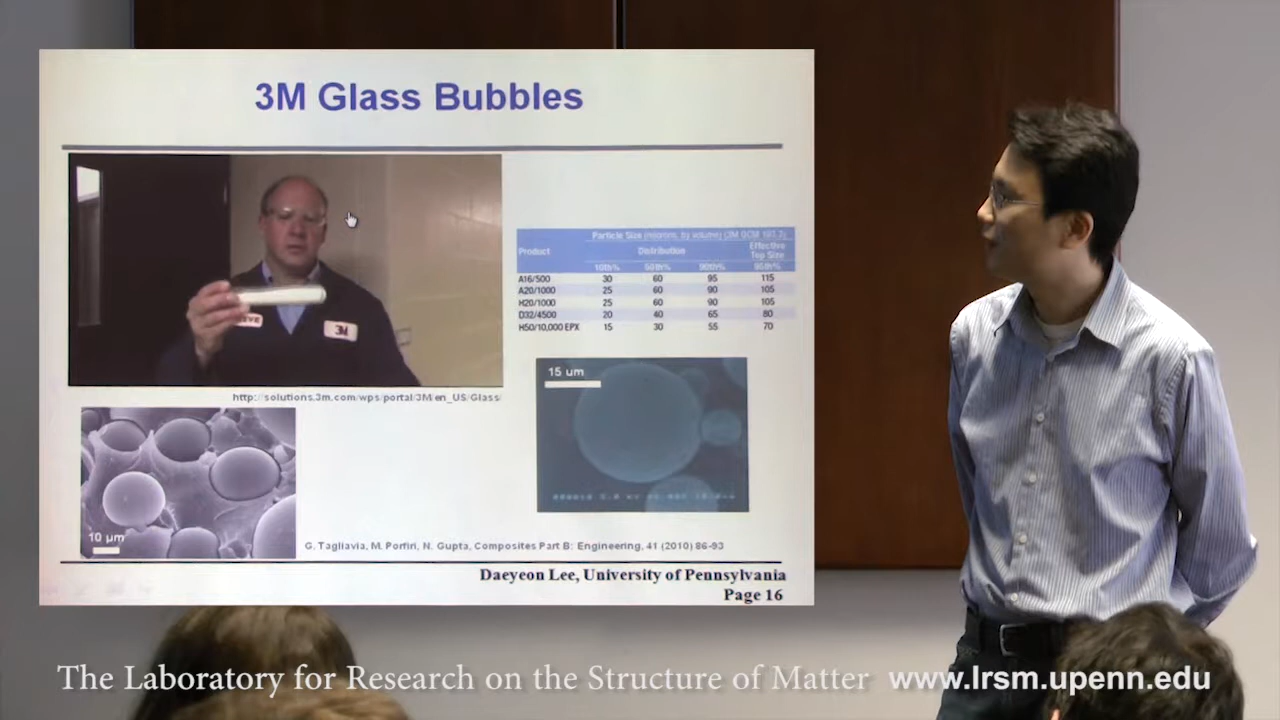 3M Glass Bubbles
Particle Size (microns, by volume) (3M QCM 193.2)
Product
Distribution
Effective
Top Size
10th% 50th% 90th% 95th%
A16/500 30 60 95 115
A20/1000 25 60 90 105
H20/1000 25 60 90 105
D32/4500 20 40 65 80
H50/10,000 EPX 15 30 55 70
3M
http://solutions.3m.com/wps/portal/3M/en_US/Glass/
15 um
10 µm
G. Tagliavia, M. Porfiri, N. Gupta, Composites Part B: Engineering, 41 (2010) 86-93
Daeyeon Lee, University of Pennsylvania
Page 16
The Laboratory for Research on the Structure of Matter www.lrsm.upenn.edu